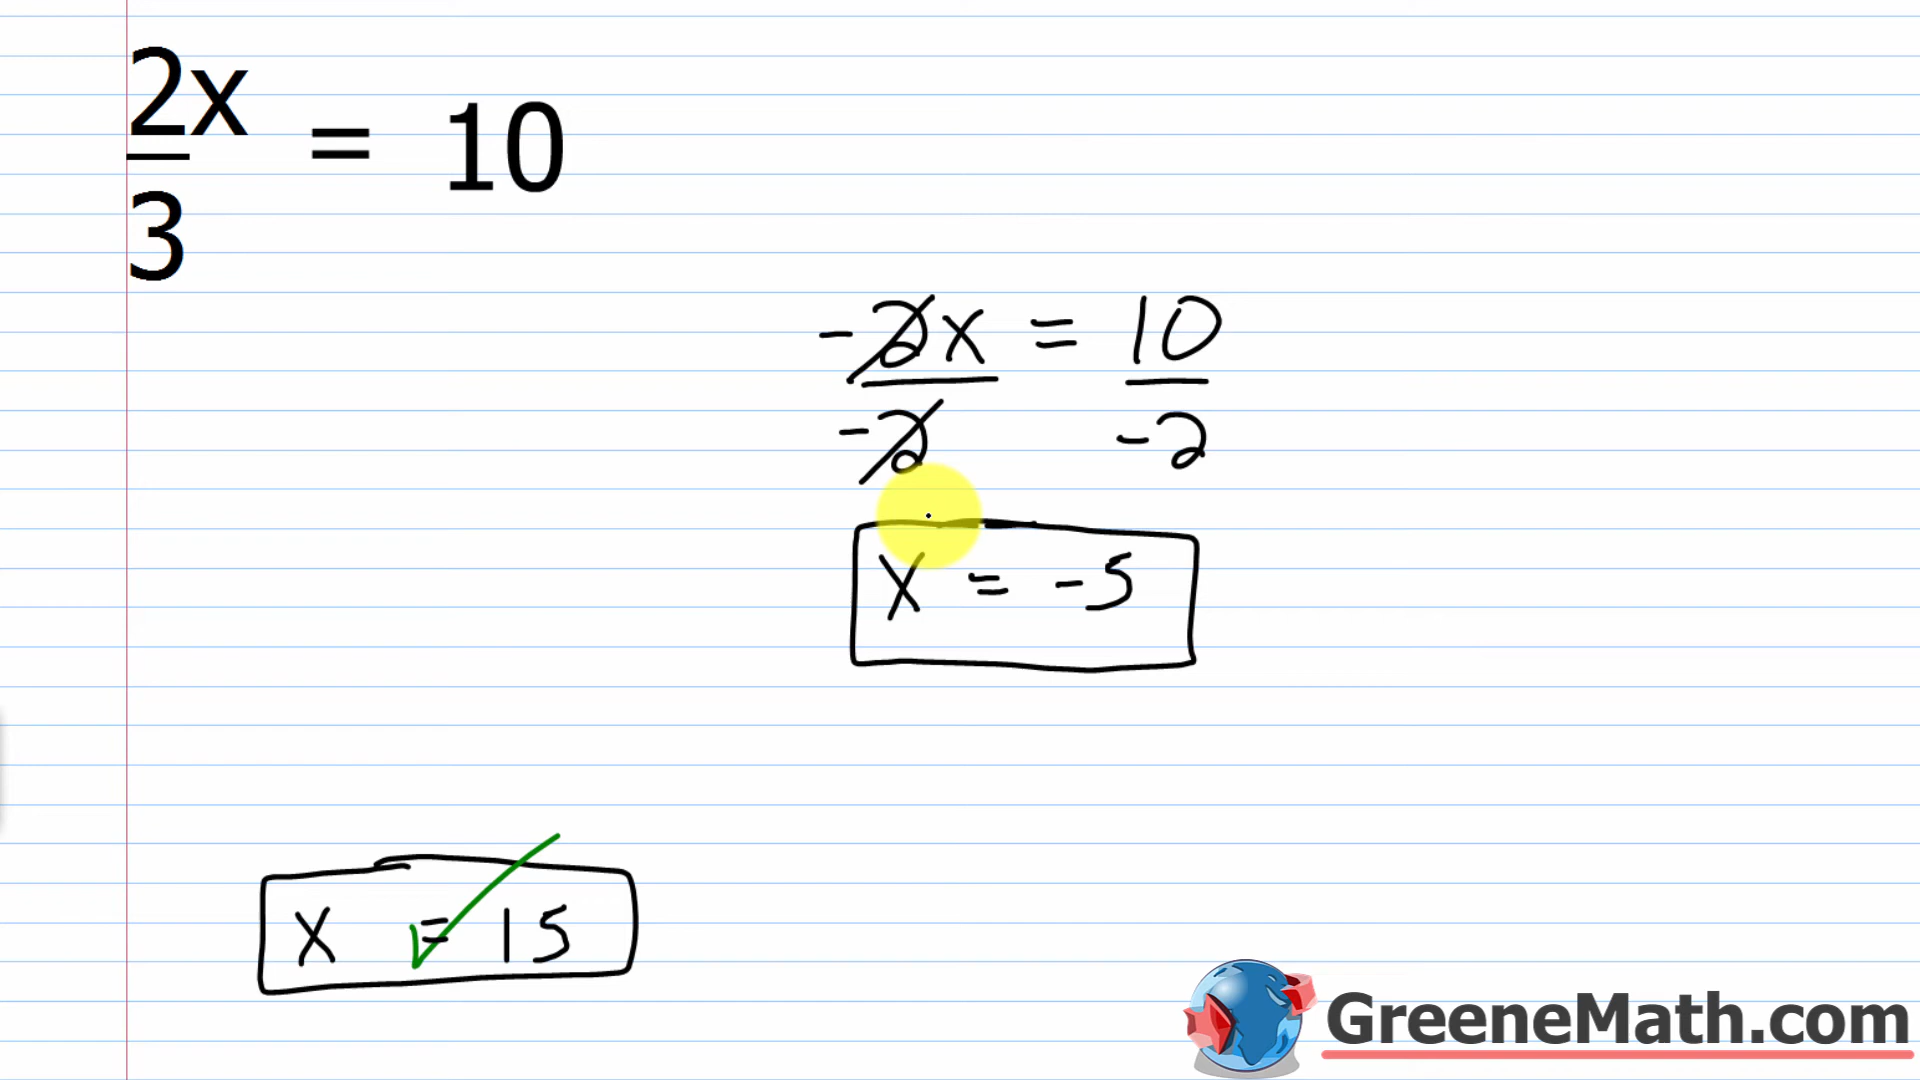 2x
— = 10
3
-2x = 10
-2 -2
x = -5
x = 15
GreeneMath.com